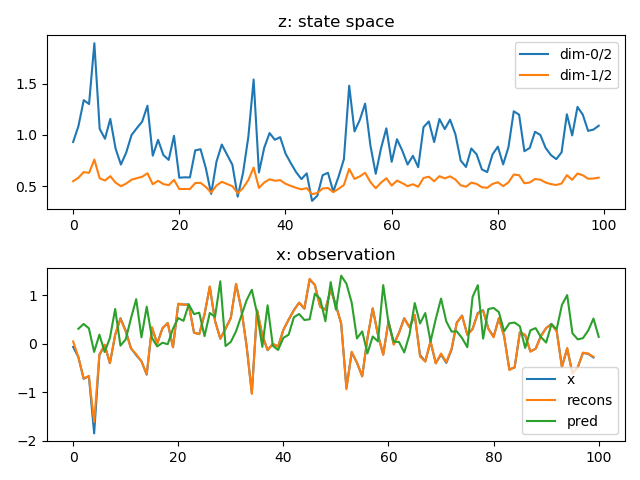 z: state space
dim-0/2
dim-1/2
1.5
1.0
0.5
0 20 40 60 80 100
x: observation
1
0
−1
−2
x
recons
pred
0 20 40 60 80 100